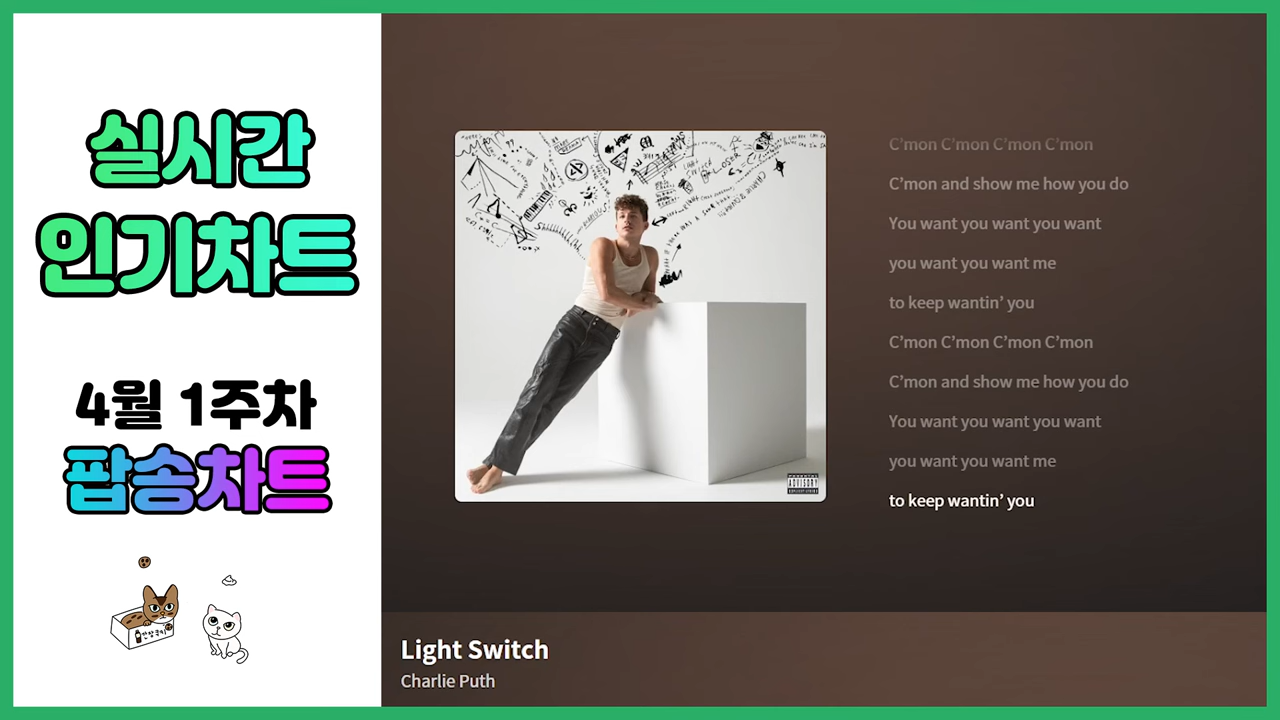 실시간
인기차트
4월 1주차
팝송차트
C'mon C'mon C'mon C'mon
C'mon and show me how you do
You want you want you want
you want you want me
to keep wantin' you
C'mon C'mon C'mon C'mon
C'mon and show me how you do
You want you want you want
you want you want me
to keep wantin' you
LOSER
ADVISORY
Light Switch
Charlie Puth